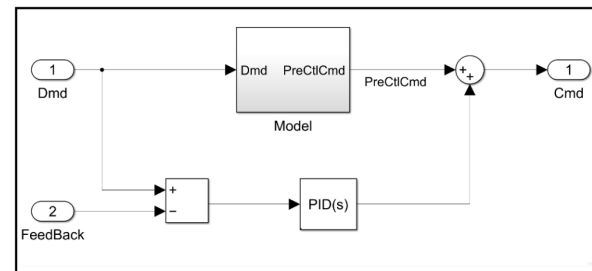 1
Dmd
Dmd
PreCtlCmd
Model
PreCtlCmd
+
+
1
Cmd
+
−
PID(s)
2
FeedBack